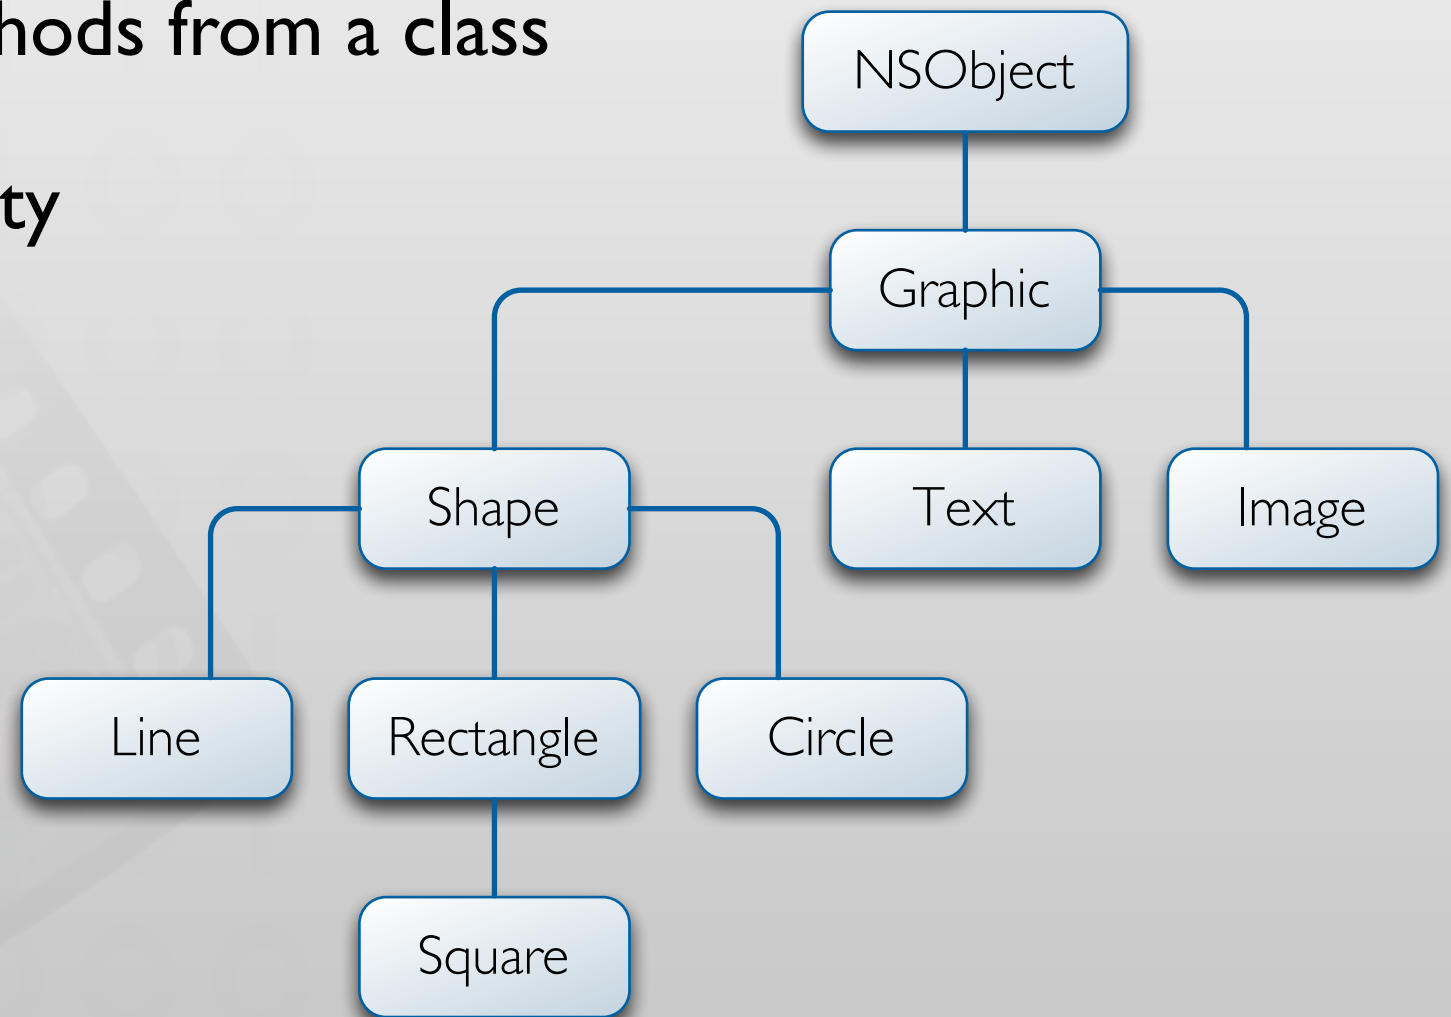 hods from a class
ty
NSObject
Graphic
Shape
Text
Image
Line
Rectangle
Circle
Square